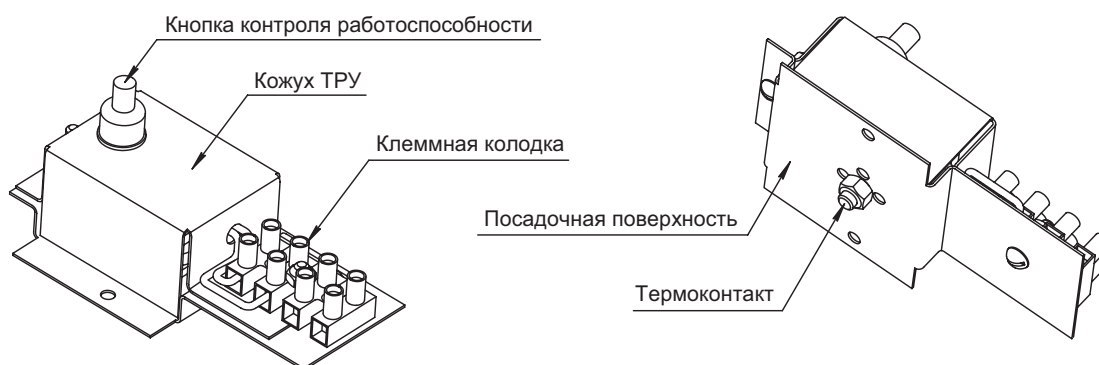 Кнопка контроля работоспособности
Кожух ТРУ
Клеммная колодка
Посадочная поверхность
Термоконтакт